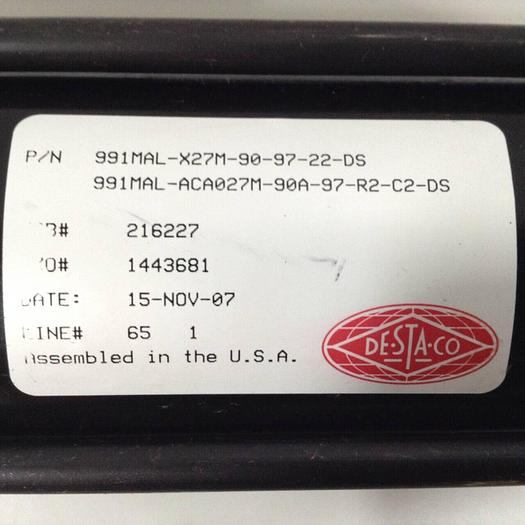 P/N 991MAL-X27M-90-97-22-DS
991MAL-ACA027M-90A-97-R2-C2-DS
216227
1443681
DATE: 15-NOV-07
LINE# 65 1
Assembled in the U.S.A.
DE-STA-CO